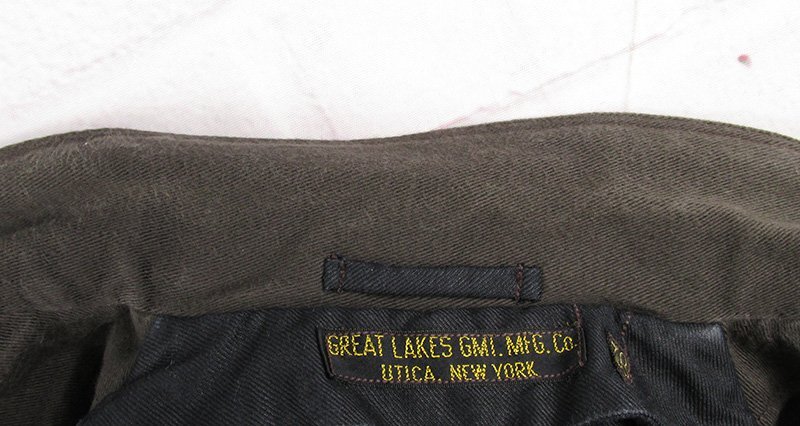 GREAT LAKES GMT. MFG. Co.
UTICA, NEW YORK